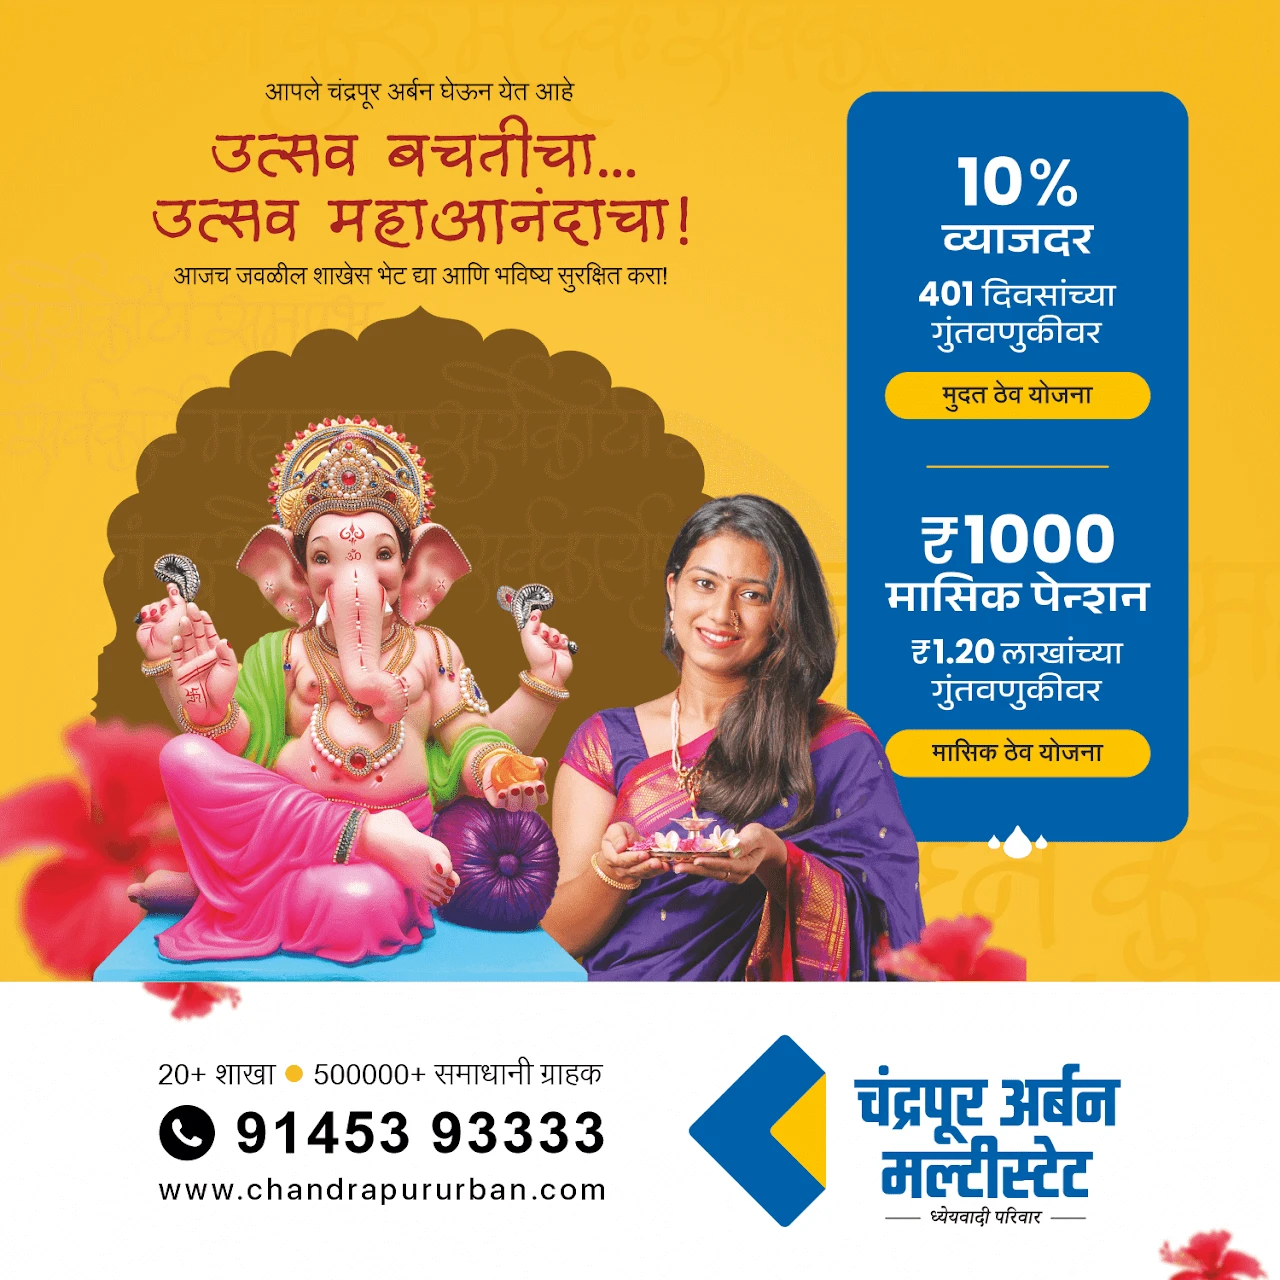 आपले चंद्रपूर अर्बन घेऊन येत आहे
उत्सव बचतीचा...
उत्सव महाआनंदाचा!
आजच जवळील शाखेस भेट द्या आणि भविष्य सुरक्षित करा!
10%
व्याजदर
401 दिवसांच्या
गुंतवणुकीवर
मुदत ठेव योजना
₹1000
मासिक पेन्शन
₹1.20 लाखांच्या
गुंतवणुकीवर
मासिक ठेव योजना
20+ शाखा ● 500000+ समाधानी ग्राहक
91453 93333
www.chandrapururban.com
चंद्रपूर अर्बन
मल्टीस्टेट
ध्येयवादी परिवार